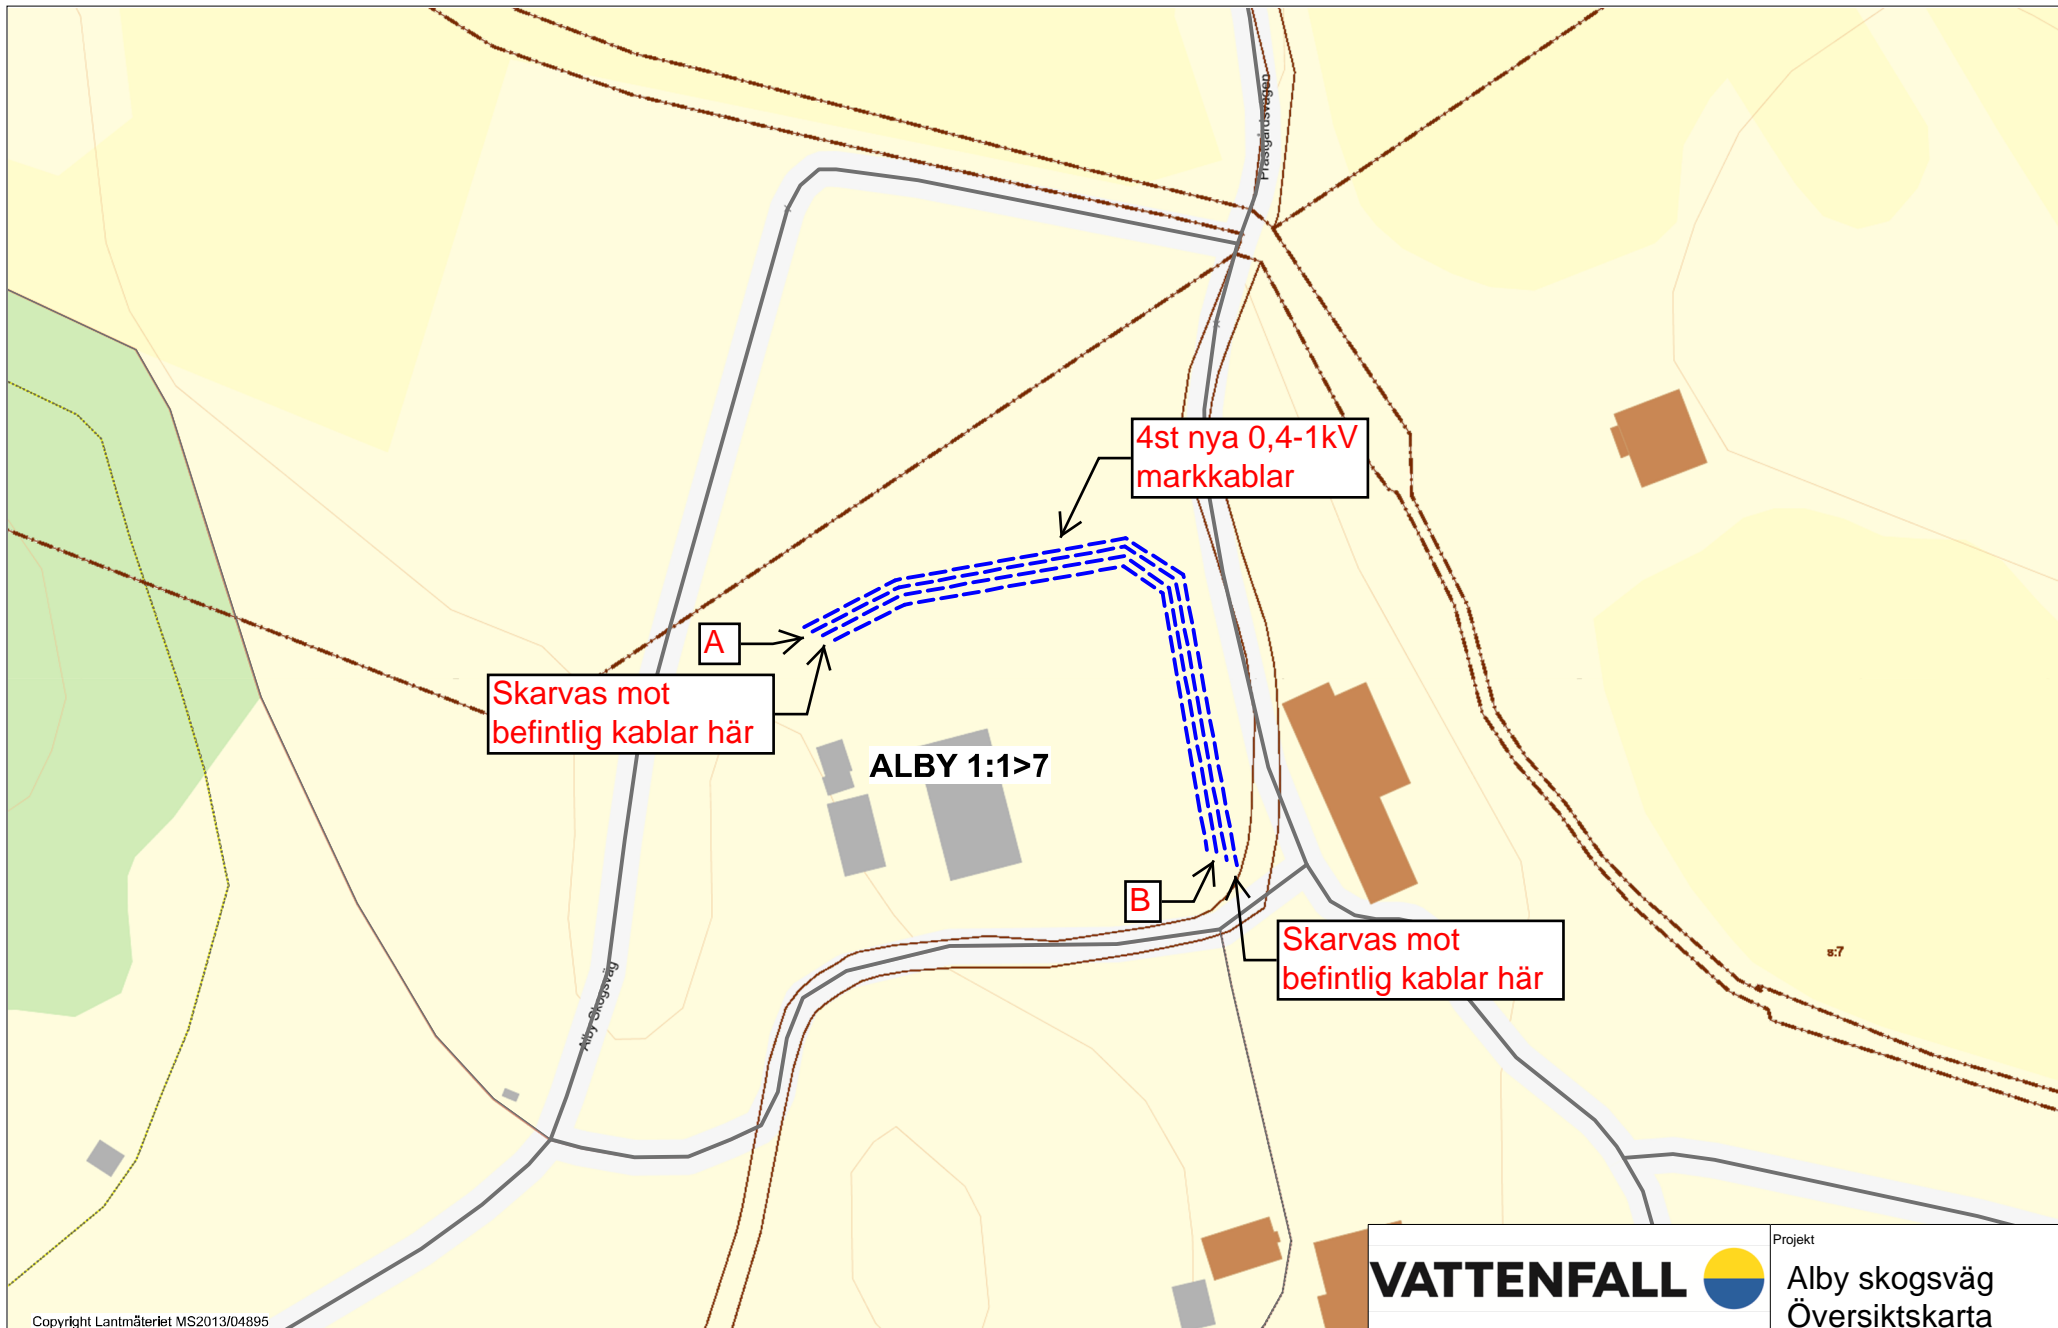 Prästgårdsvägen
4st nya 0,4-1kV
markkablar
A
Skarvas mot
befintlig kablar här
ALBY 1:1>7
B
Skarvas mot
befintlig kablar här
s:7
Alby Skogsväg
VATTENFALL
Projekt
Alby skogsväg
Översiktskarta
Copyright Lantmäteriet MS2013/04895